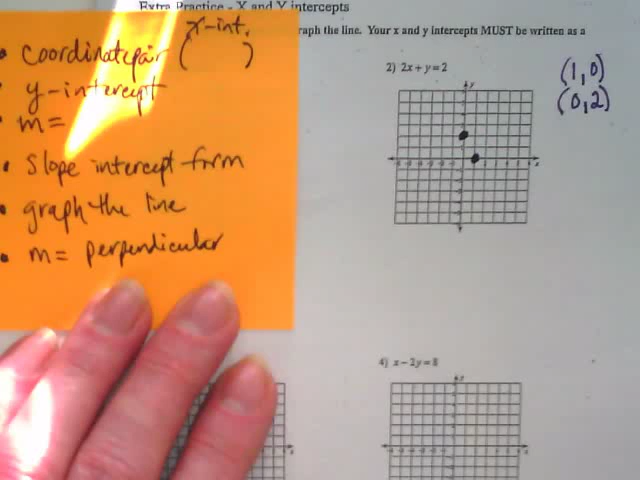 Extra Practice - X and Y intercepts
raph the line. Your x and y intercepts MUST be written as a
x-int.
• coordinate pair ( )
• y-intercept
• m=
• slope intercept form
• graph the line
• m= perpendicular
2) 2x + y = 2
(1,0)
(0,2)
y
x
4) x - 2y = 8
y
x
x